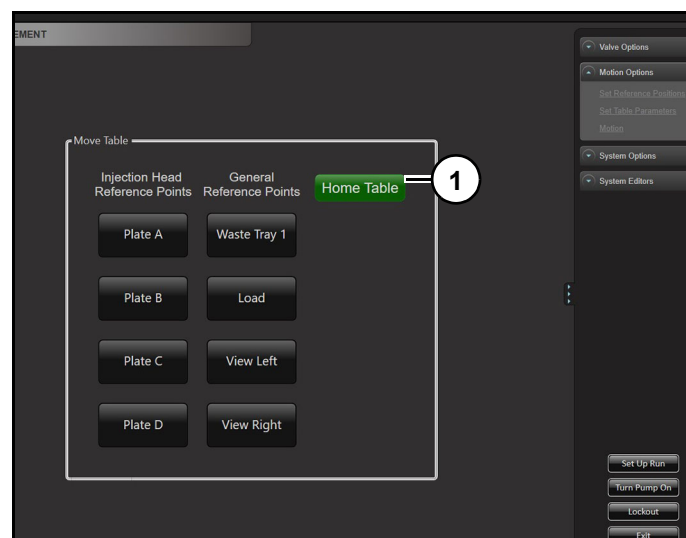 EMENT
Move Table
Injection Head
Reference Points
General
Reference Points
Home Table
1
Plate A
Waste Tray 1
Plate B
Load
Plate C
View Left
Plate D
View Right
Valve Options
Motion Options
Set Reference Positions
Set Table Parameters
Motion
System Options
System Editors
Set Up Run
Turn Pump On
Lockout
Exit